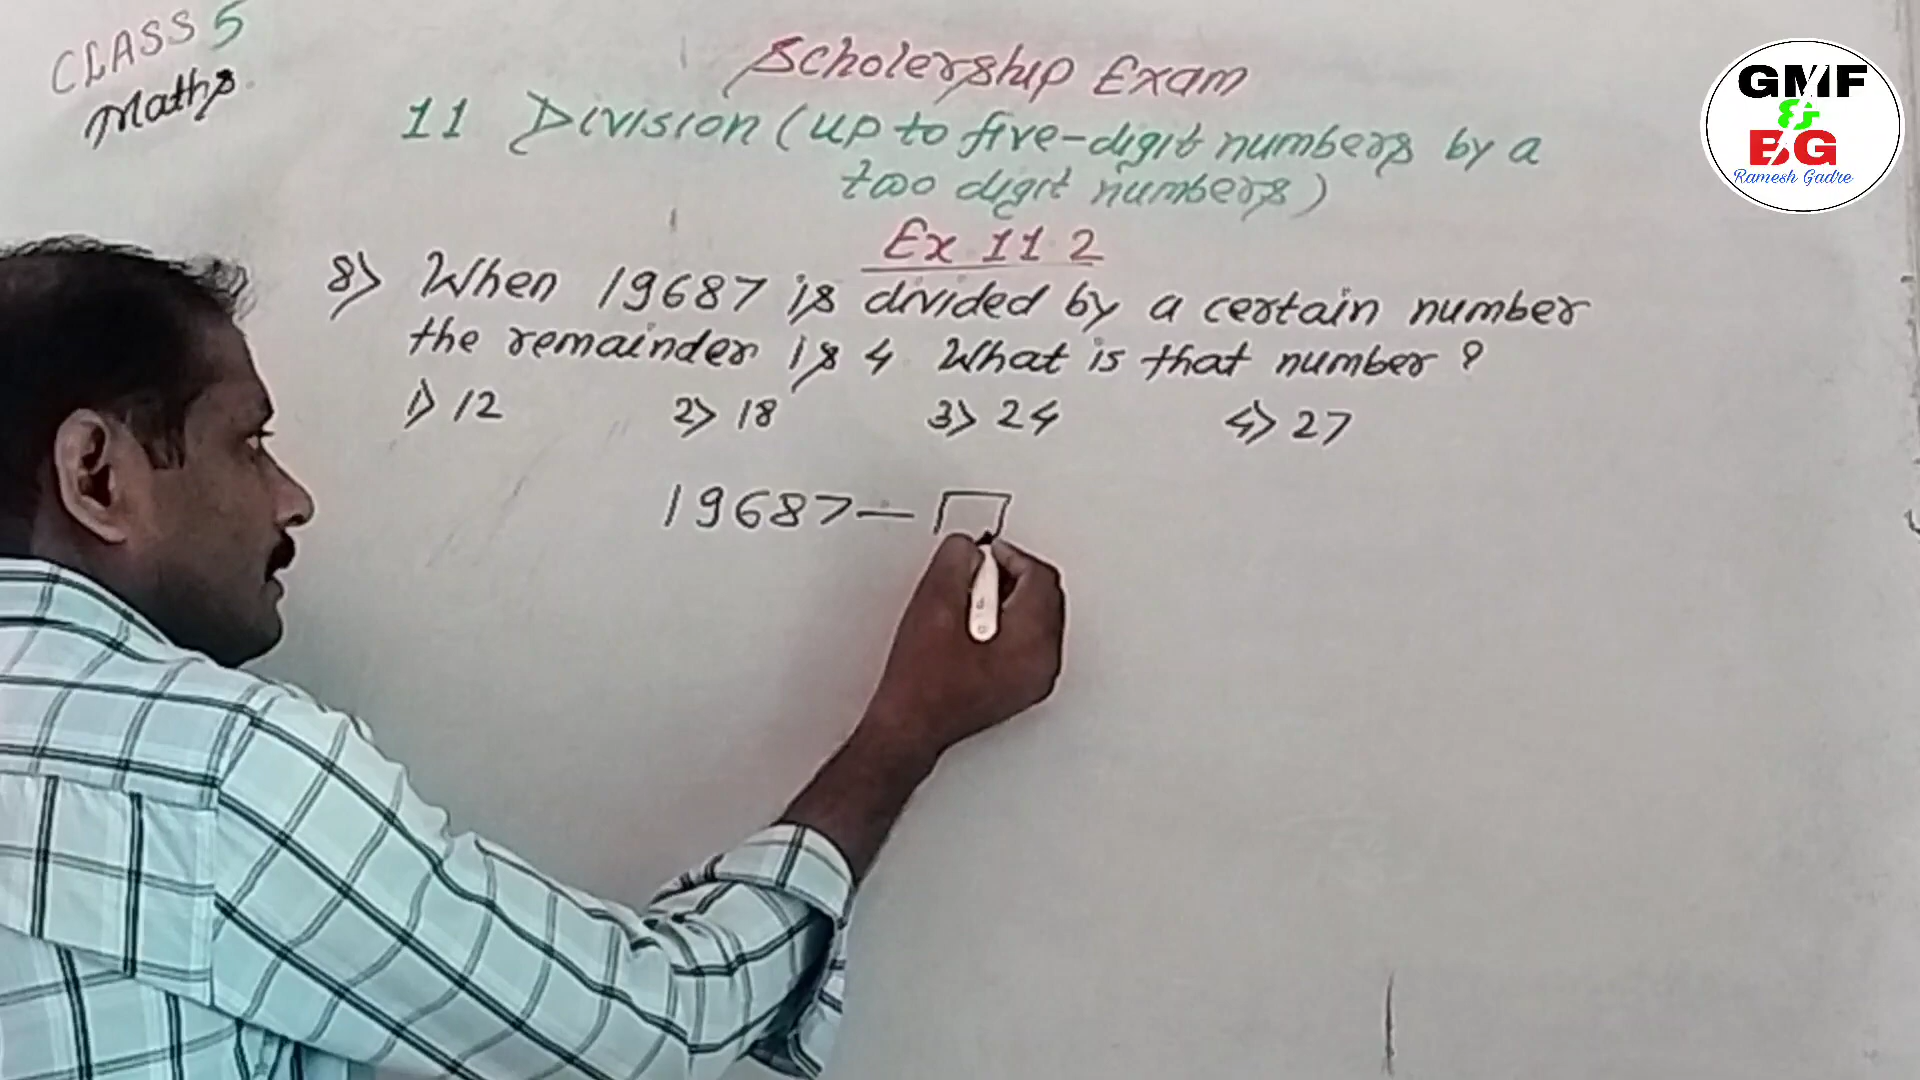 CLASS 5
Maths
Scholership Exam
11 Division (up to five-digit numbers by a
two digit numbers)
Ex 11 2
8) When 19687 is divided by a certain number
the remainder is 4 What is that number ?
1) 12 2) 18 3) 24 4) 27
19687 —
GMF
&
BG
Ramesh Gadre